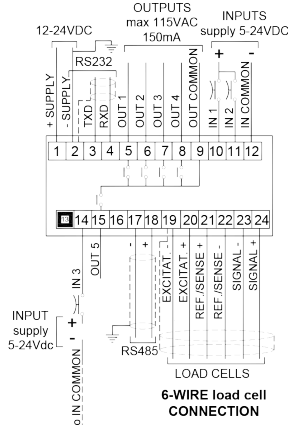 OUTPUTS
max 115VAC
150mA
INPUTS
supply 5-24VDC
12-24VDC
RS232
+ -
+ SUPPLY
- SUPPLY
TXD
RXD
OUT 1
OUT 2
OUT 3
OUT 4
OUT COMMON
IN 1
IN 2
IN COMMON
1 2 3 4 5 6 7 8 9 10 11 12
13 14 15 16 17 18 19 20 21 22 23 24
IN 3
OUT 5
- +
EXCITAT. -
EXCITAT. +
REF./SENSE +
REF./SENSE -
SIGNAL -
SIGNAL +
INPUT
supply
5-24Vdc
+
-
o IN COMMON
RS485
LOAD CELLS
6-WIRE load cell
CONNECTION